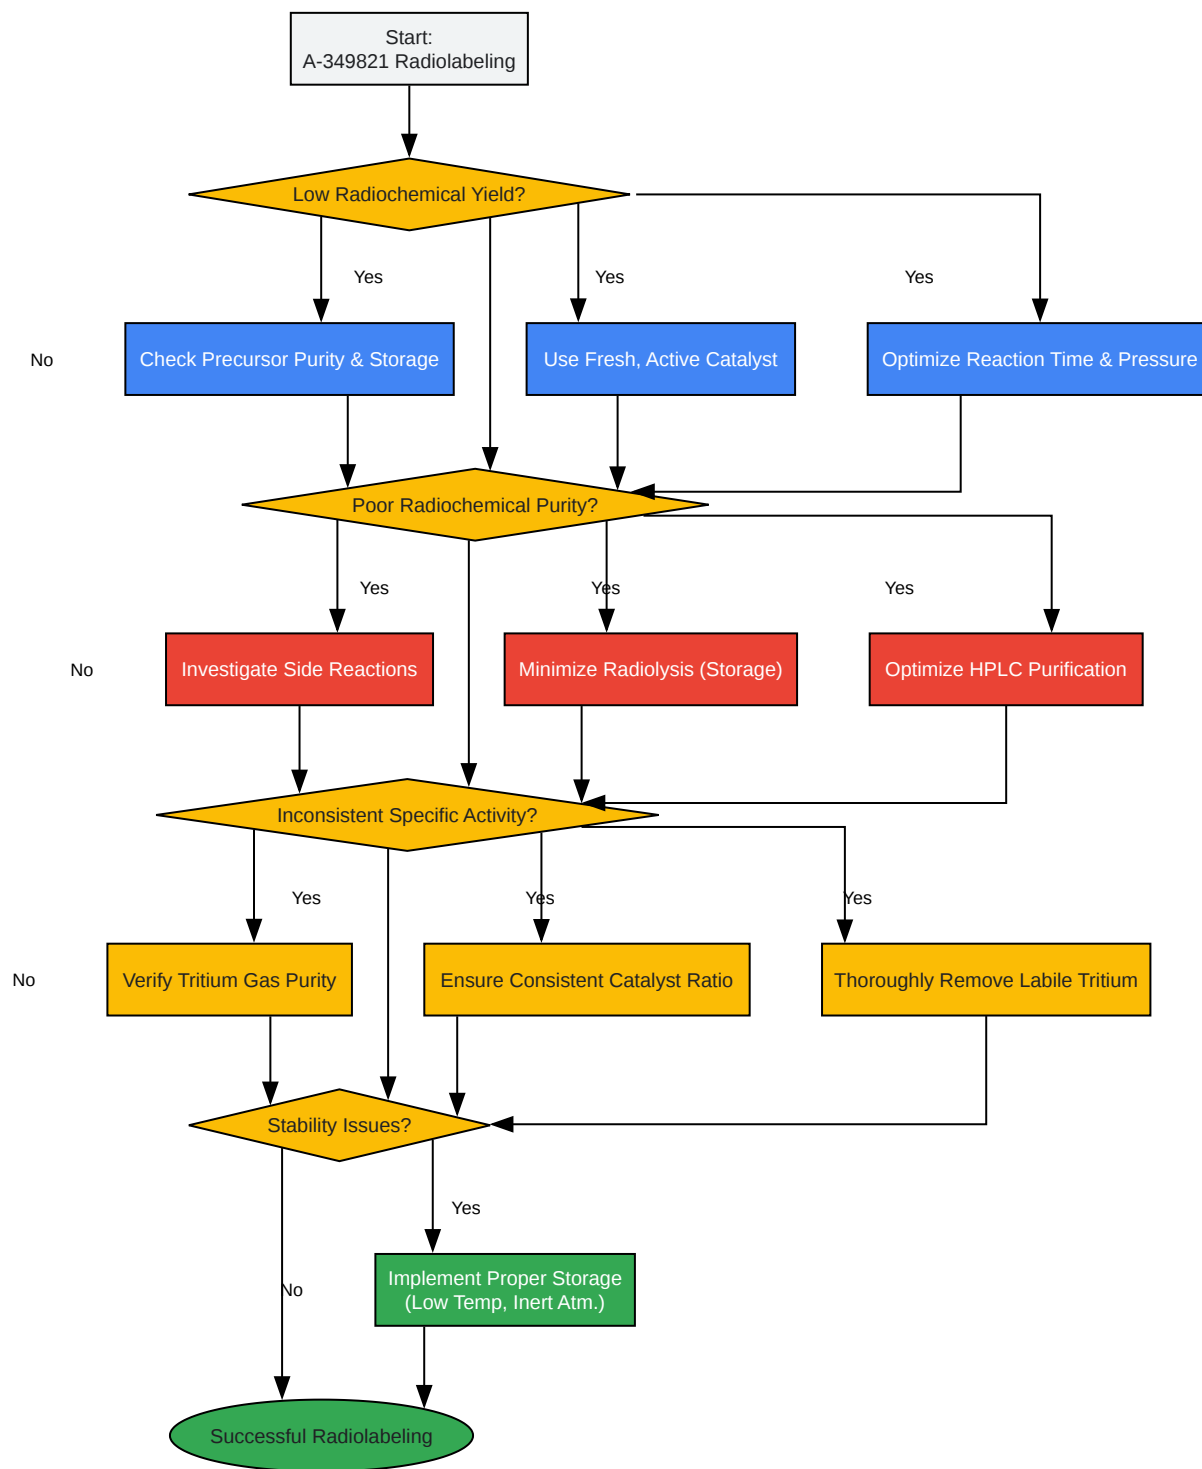 Start:
A-349821 Radiolabeling
Low Radiochemical Yield?
Yes
Yes
Yes
No
Check Precursor Purity & Storage
Use Fresh, Active Catalyst
Optimize Reaction Time & Pressure
Poor Radiochemical Purity?
Yes
Yes
Yes
No
Investigate Side Reactions
Minimize Radiolysis (Storage)
Optimize HPLC Purification
Inconsistent Specific Activity?
Yes
Yes
Yes
No
Verify Tritium Gas Purity
Ensure Consistent Catalyst Ratio
Thoroughly Remove Labile Tritium
Stability Issues?
Yes
Implement Proper Storage
(Low Temp, Inert Atm.)
No
Successful Radiolabeling